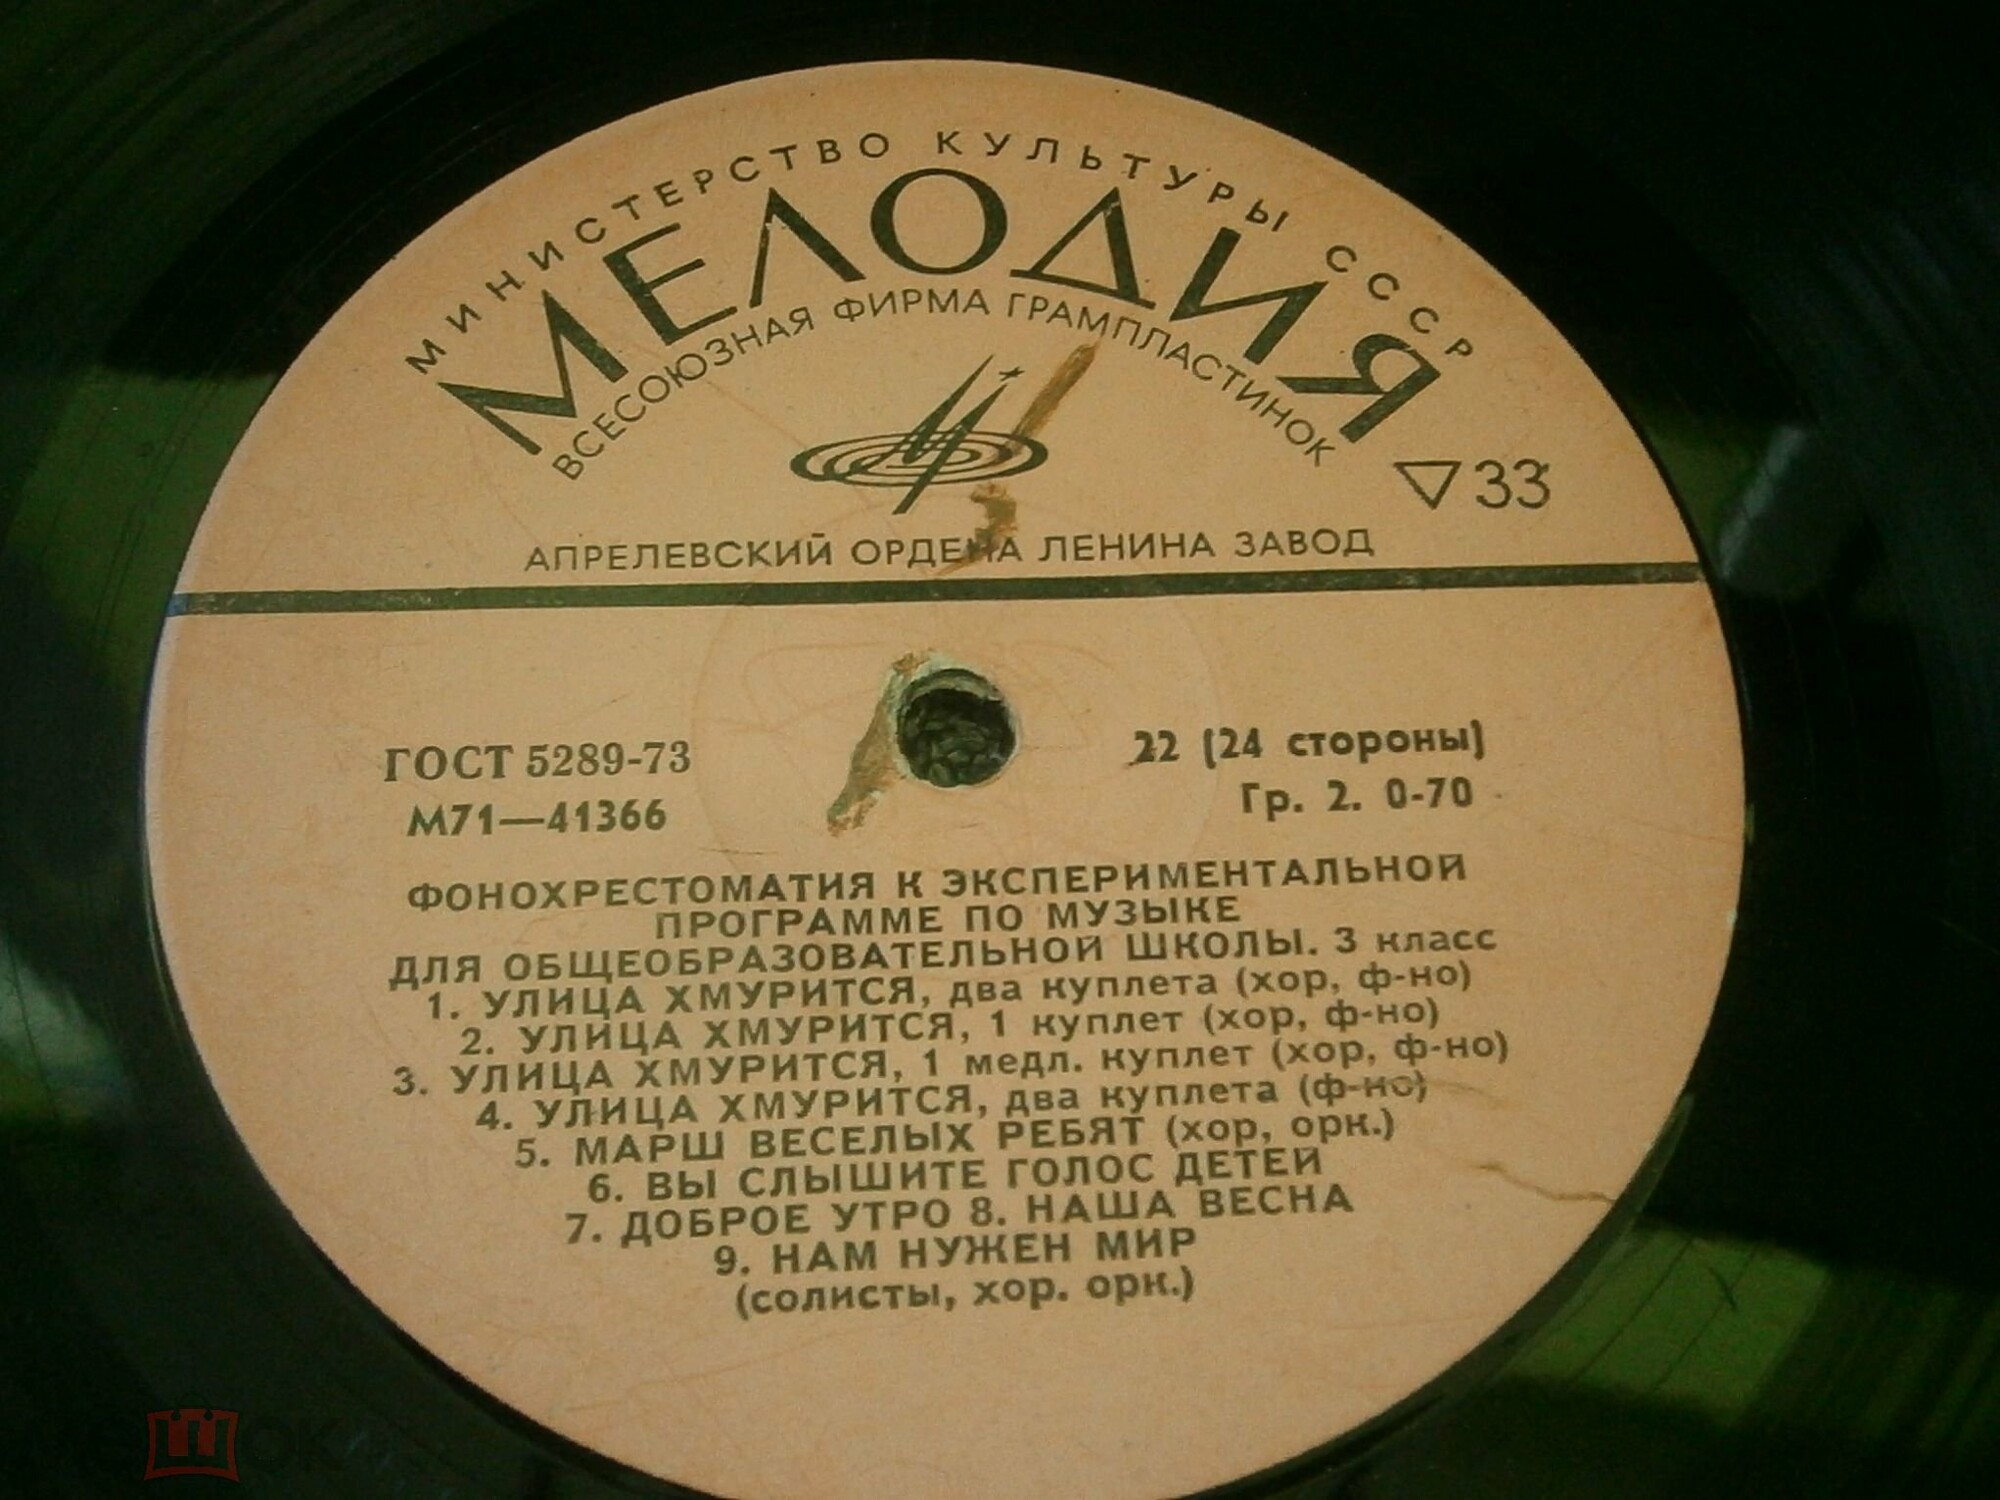 МИНИСТЕРСТВО КУЛЬТУРЫ СССР
МЕЛОДИЯ
ВСЕСОЮЗНАЯ ФИРМА ГРАМПЛАСТИНОК
33
АПРЕЛЕВСКИЙ ОРДЕНА ЛЕНИНА ЗАВОД
ГОСТ 5289-73
22 (24 стороны)
М71—41366
Гр. 2. 0-70
ФОНОХРЕСТОМАТИЯ К ЭКСПЕРИМЕНТАЛЬНОЙ
ПРОГРАММЕ ПО МУЗЫКЕ
ДЛЯ ОБЩЕОБРАЗОВАТЕЛЬНОЙ ШКОЛЫ. 3 класс
1. УЛИЦА ХМУРИТСЯ, два куплета (хор, ф-но)
2. УЛИЦА ХМУРИТСЯ, 1 куплет (хор, ф-но)
3. УЛИЦА ХМУРИТСЯ, 1 медл. куплет (хор, ф-но)
4. УЛИЦА ХМУРИТСЯ, два куплета (ф-но)
5. МАРШ ВЕСЕЛЫХ РЕБЯТ (хор, орк.)
6. ВЫ СЛЫШИТЕ ГОЛОС ДЕТЕЙ
7. ДОБРОЕ УТРО 8. НАША ВЕСНА
9. НАМ НУЖЕН МИР
(солисты, хор. орк.)